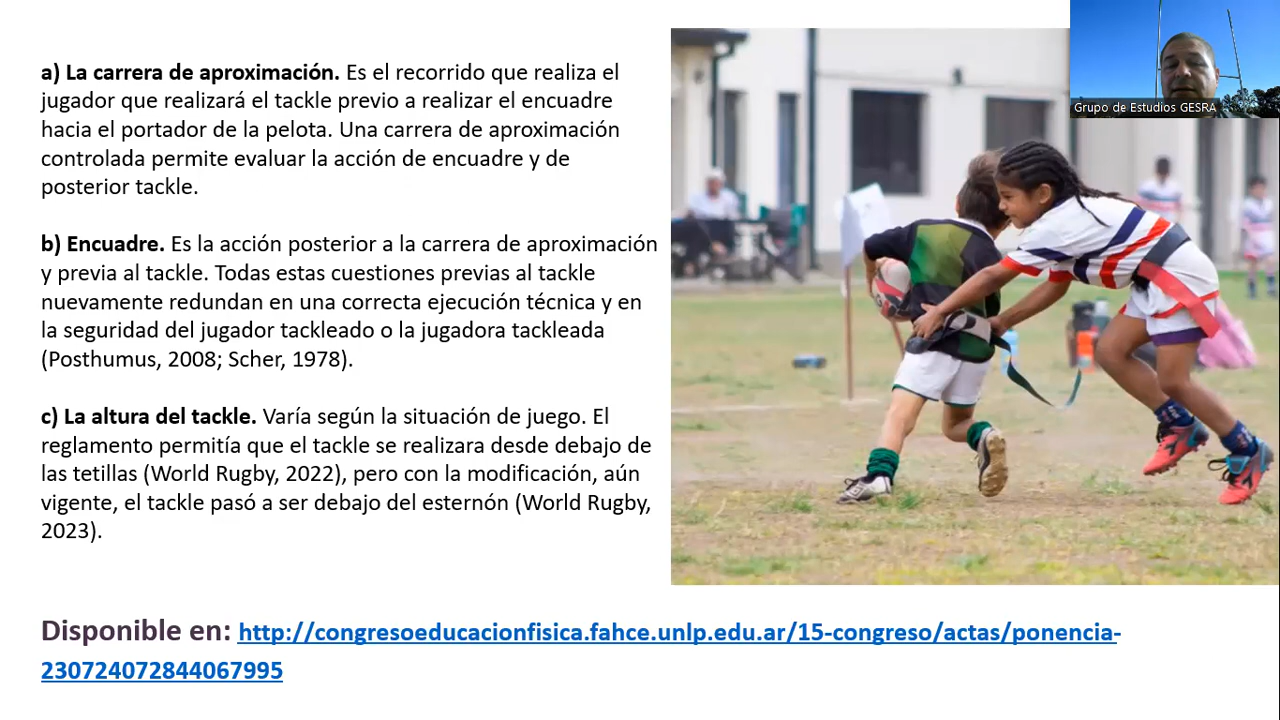 a) La carrera de aproximación. Es el recorrido que realiza el
jugador que realizará el tackle previo a realizar el encuadre
hacia el portador de la pelota. Una carrera de aproximación
controlada permite evaluar la acción de encuadre y de
posterior tackle.
b) Encuadre. Es la acción posterior a la carrera de aproximación
y previa al tackle. Todas estas cuestiones previas al tackle
nuevamente redundan en una correcta ejecución técnica y en
la seguridad del jugador tackleado o la jugadora tackleada
(Posthumus, 2008; Scher, 1978).
c) La altura del tackle. Varía según la situación de juego. El
reglamento permitía que el tackle se realizara desde debajo de
las tetillas (World Rugby, 2022), pero con la modificación, aún
vigente, el tackle pasó a ser debajo del esternón (World Rugby,
2023).
Grupo de Estudios GESRA
Disponible en: http://congresoeducacionfisica.fahce.unlp.edu.ar/15-congreso/actas/ponencia-
230724072844067995